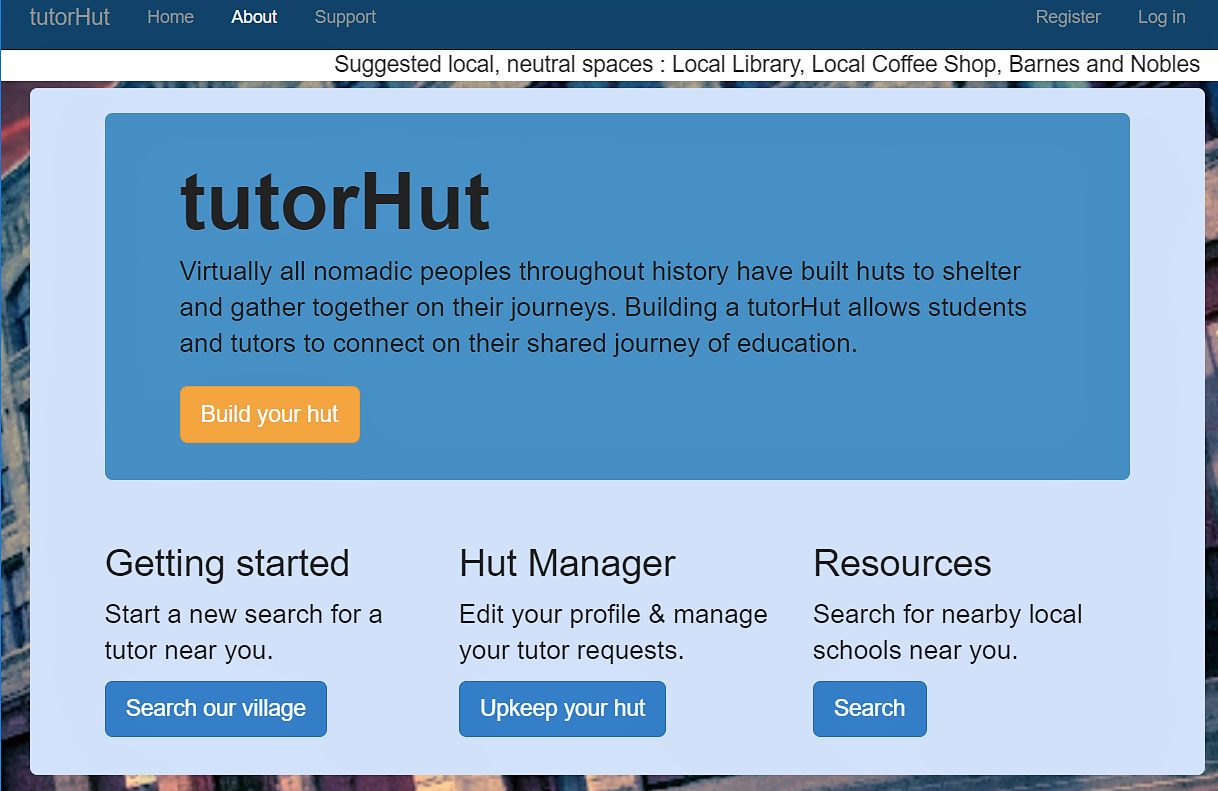 tutorHut Home About Support Register Log in
Suggested local, neutral spaces : Local Library, Local Coffee Shop, Barnes and Nobles
tutorHut
Virtually all nomadic peoples throughout history have built huts to shelter
and gather together on their journeys. Building a tutorHut allows students
and tutors to connect on their shared journey of education.
Build your hut
Getting started
Start a new search for a
tutor near you.
Search our village
Hut Manager
Edit your profile & manage
your tutor requests.
Upkeep your hut
Resources
Search for nearby local
schools near you.
Search